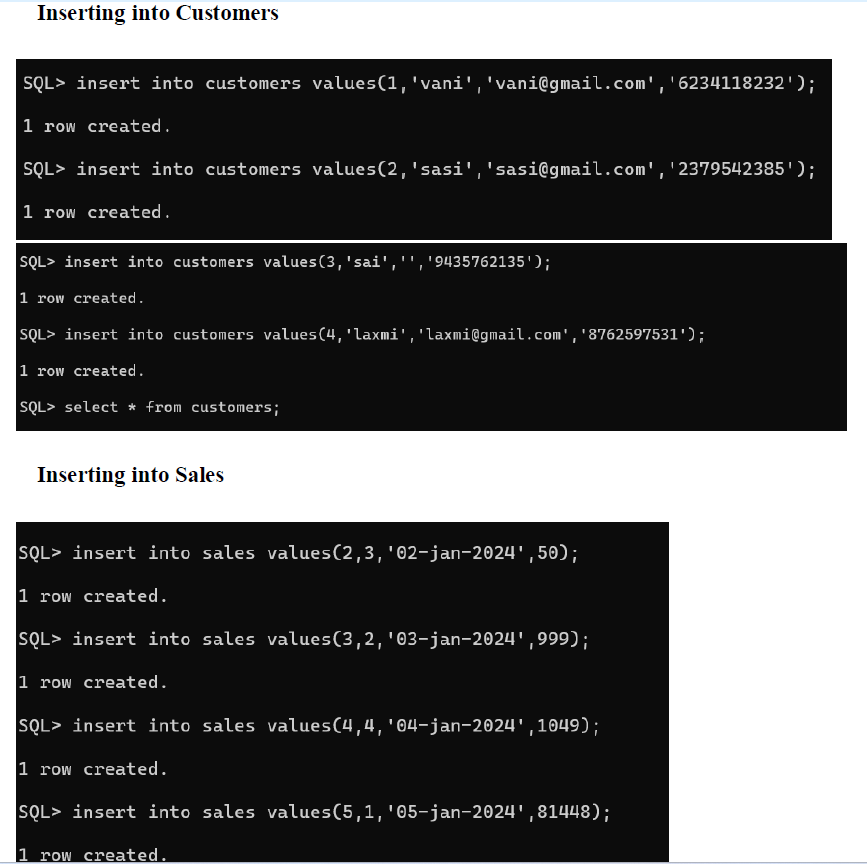 Inserting into Customers
SQL> insert into customers values(1,'vani','vani@gmail.com','6234118232');
1 row created.
SQL> insert into customers values(2,'sasi','sasi@gmail.com','2379542385');
1 row created.
SQL> insert into customers values(3,'sai','','9435762135');
1 row created.
SQL> insert into customers values(4,'laxmi','laxmi@gmail.com','8762597531');
1 row created.
SQL> select * from customers;
Inserting into Sales
SQL> insert into sales values(2,3,'02-jan-2024',50);
1 row created.
SQL> insert into sales values(3,2,'03-jan-2024',999);
1 row created.
SQL> insert into sales values(4,4,'04-jan-2024',1049);
1 row created.
SQL> insert into sales values(5,1,'05-jan-2024',81448);
1 row created.